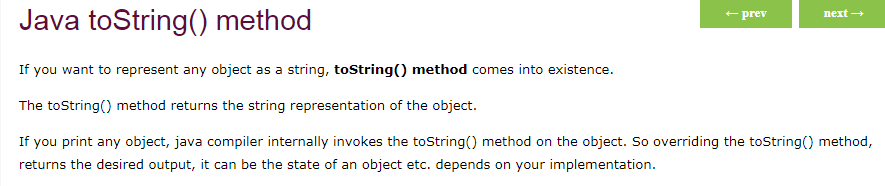 Java toString() method
← prev
next →
If you want to represent any object as a string, toString() method comes into existence.
The toString() method returns the string representation of the object.
If you print any object, java compiler internally invokes the toString() method on the object. So overriding the toString() method,
returns the desired output, it can be the state of an object etc. depends on your implementation.